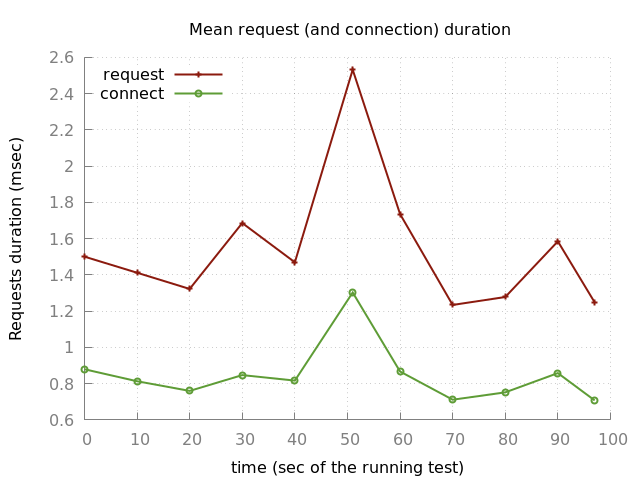 Mean request (and connection) duration
request
connect
Requests duration (msec)
2.6
2.4
2.2
2
1.8
1.6
1.4
1.2
1
0.8
0.6
0 10 20 30 40 50 60 70 80 90 100
time (sec of the running test)